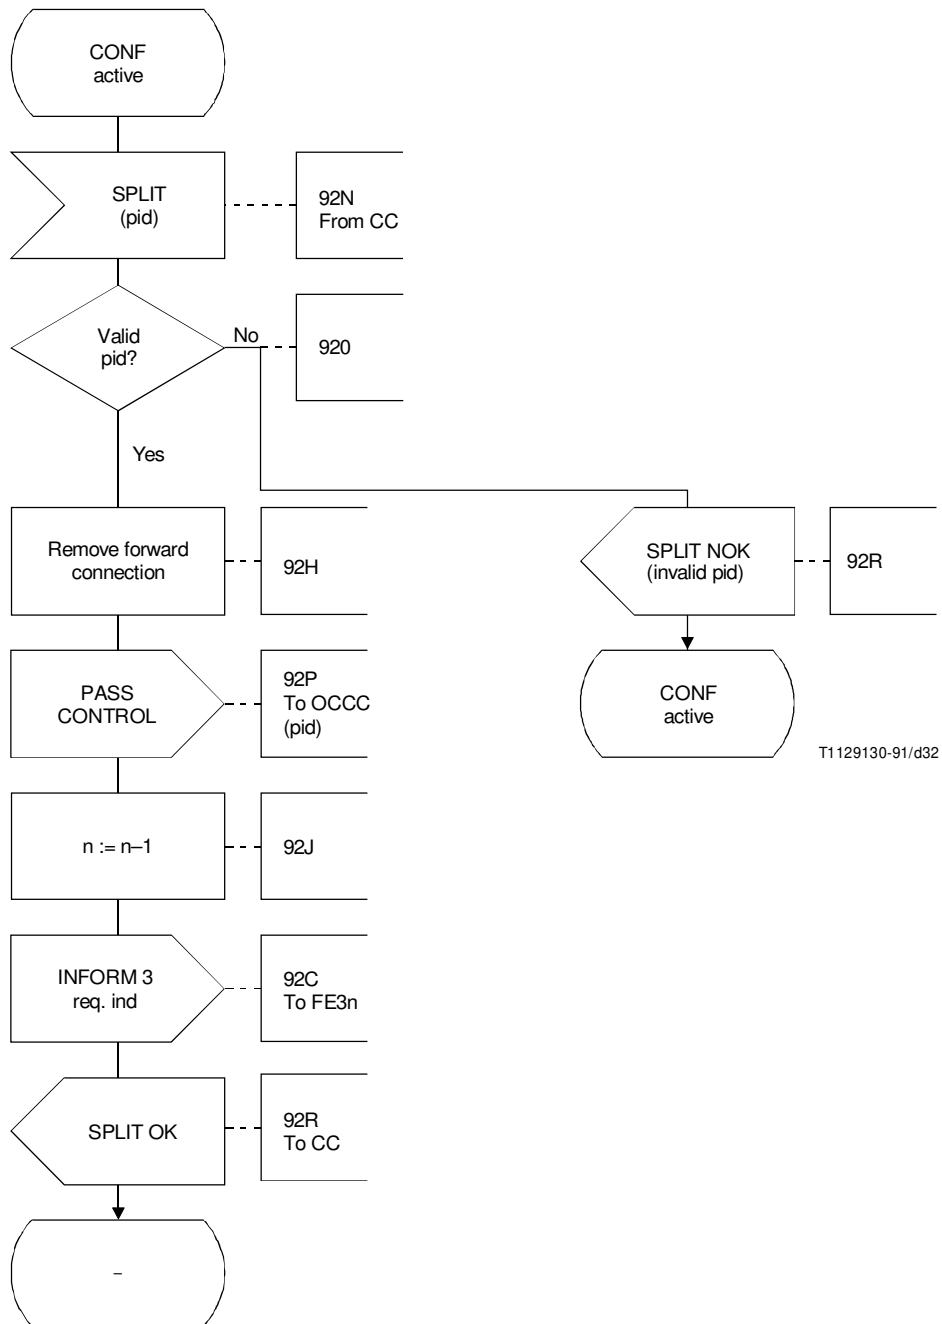 CONF
active
SPLIT
(pid)
92N
From CC
Valid
pid?
No
920
Yes
Remove forward
connection
92H
SPLIT NOK
(invalid pid)
92R
PASS
CONTROL
92P
To OCCC
(pid)
CONF
active
T1129130-91/d32
n := n–1
92J
INFORM 3
req. ind
92C
To FE3n
SPLIT OK
92R
To CC
–